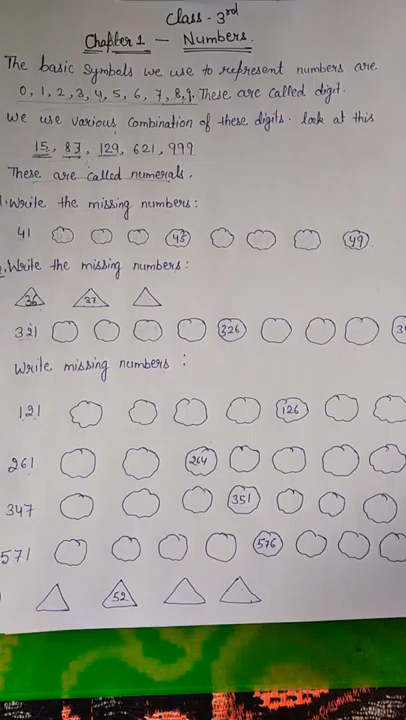 Class - 3rd
Chapter 1 - Numbers.
The basic symbols we use to represent numbers are
0, 1, 2, 3, 4, 5, 6, 7, 8, 9. These are called digit.
We use various combination of these digits. look at this
15, 87, 129, 621, 999
These are called numerals.
Write the missing numbers:
41 45 49
Write the missing numbers:
36 37
321 326
Write missing numbers :
121 126
261 264
347 351
571 576
52